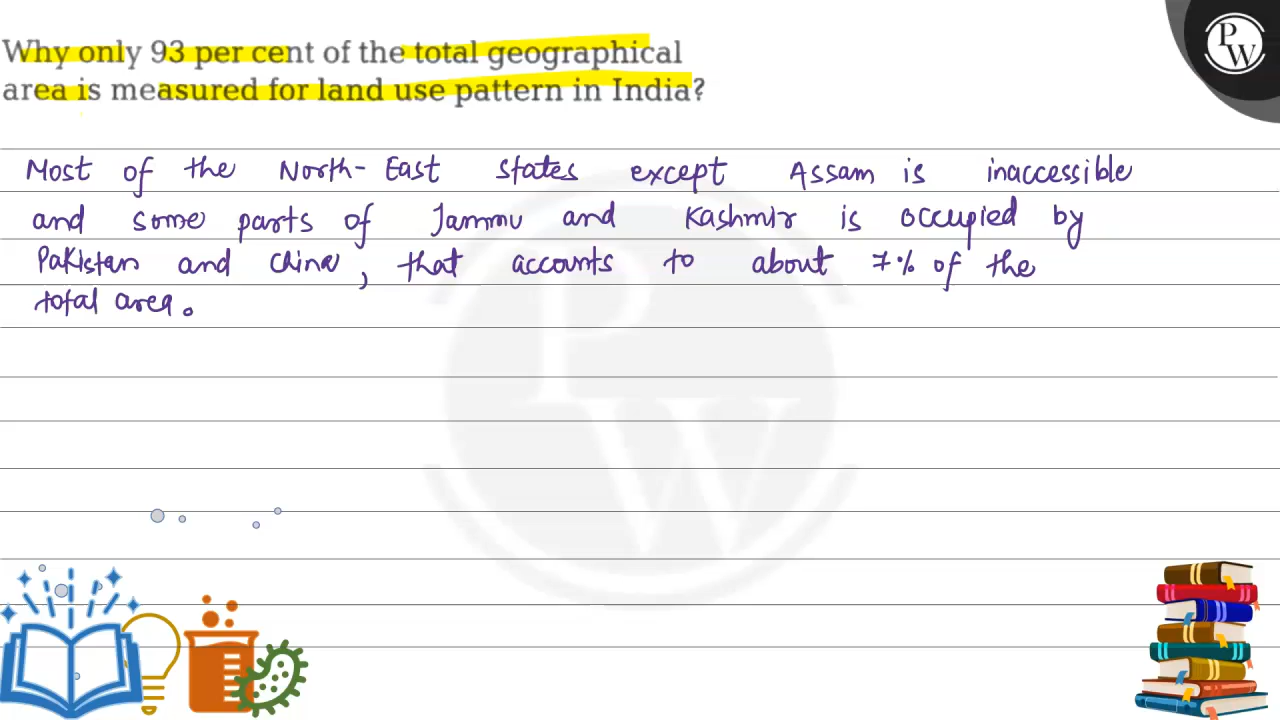 Why only 93 per cent of the total geographical
area is measured for land use pattern in India?
PW
Most of the North-East states except Assam is inaccessible
and some parts of Jammu and Kashmir is occupied by
Pakistan and China, that accounts to about 7% of the
total area.
PW